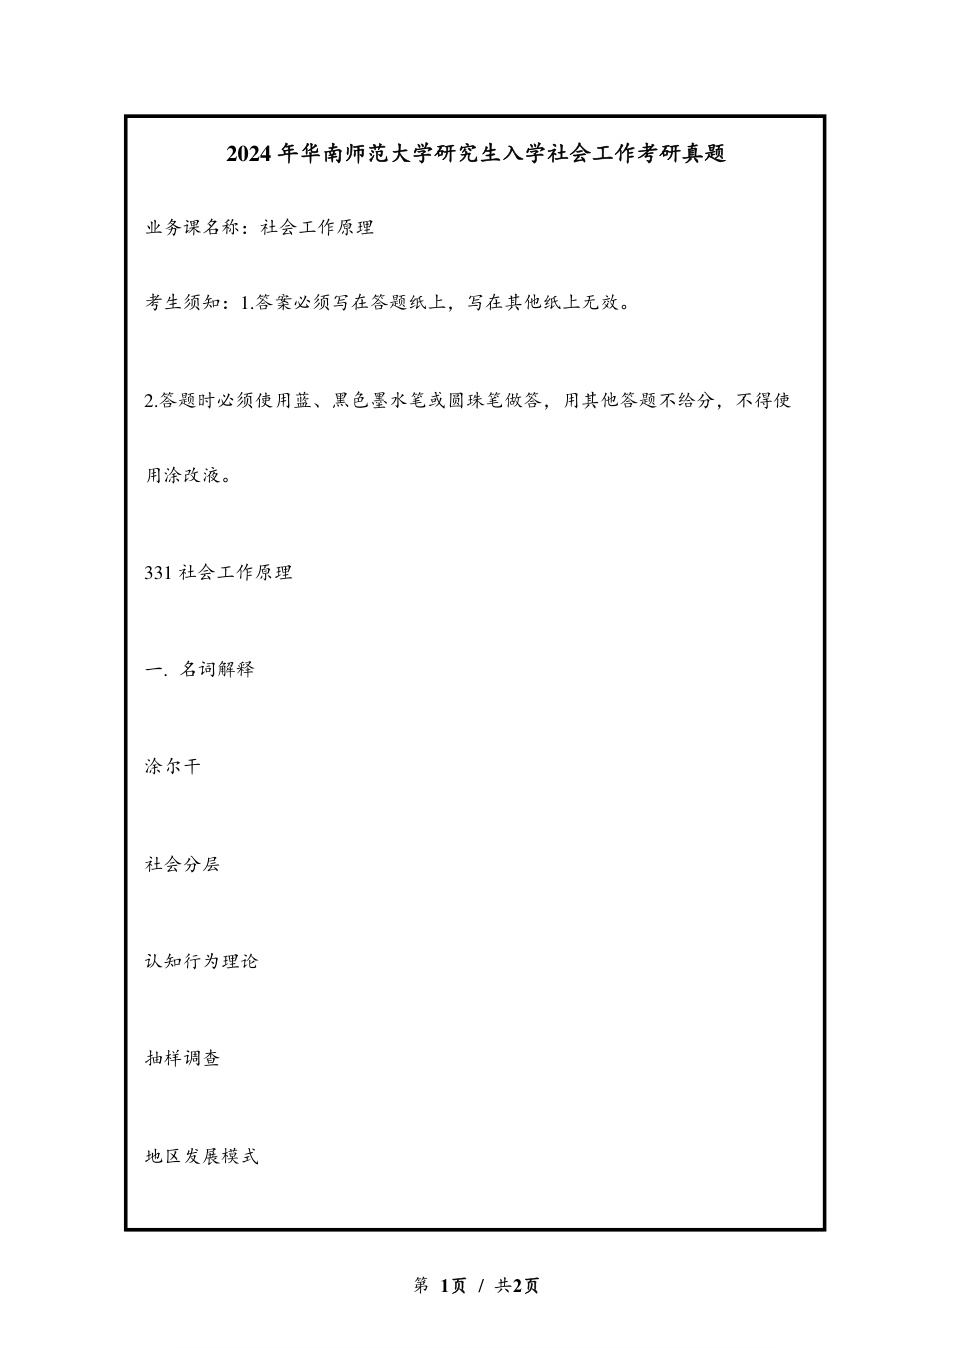 2024 年华南师范大学研究生入学社会工作考研真题
业务课名称：社会工作原理
考生须知：1.答案必须写在答题纸上，写在其他纸上无效。
2.答题时必须使用蓝、黑色墨水笔或圆珠笔做答，用其他答题不给分，不得使
用涂改液。
331 社会工作原理
一. 名词解释
涂尔干
社会分层
认知行为理论
抽样调查
地区发展模式
第 1页 / 共2页